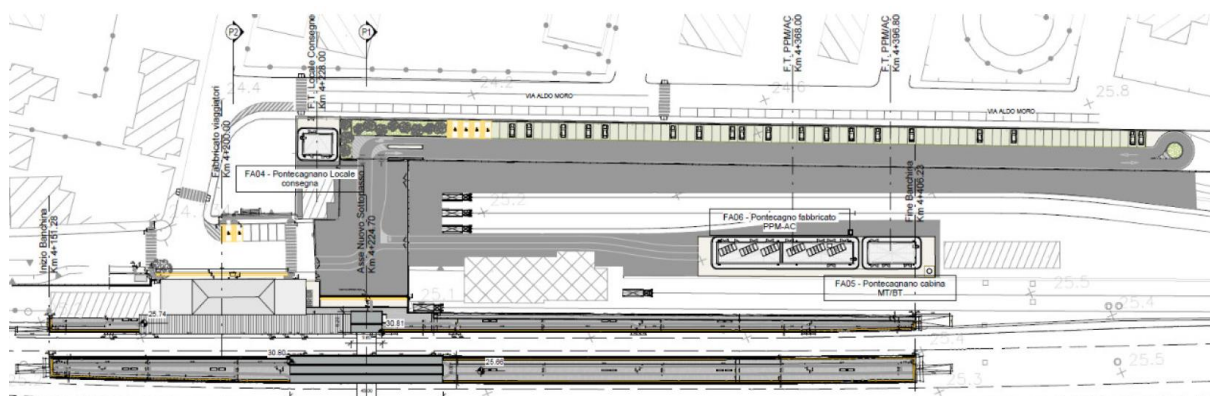 P2
P1
F.T. Locale Consegne
Km 4+228.00
F.T. PPM/AC
Km 4+368.00
F.T. PPM/AC
Km 4+396.80
24.4
24.2
24.6
25.8
VIA ALDO MORO
VIA ALDO MORO
Fabbricato viaggiatori
Km 4+200.00
FA04 - Pontecagnano Locale
consegna
Inizio Banchina
Km 4+151.28
Asse Nuovo Sottopasso
Km 4+224.70
25.2
FA06 - Pontecagno fabbricato
PPM-AC
Fine Banchina
Km 4+406.23
FA05 - Pontecagnano cabina
MT/BT
25.1
25.5
25.4
25.74
30.81
25.4
30.80
25.66
25.5
25.3